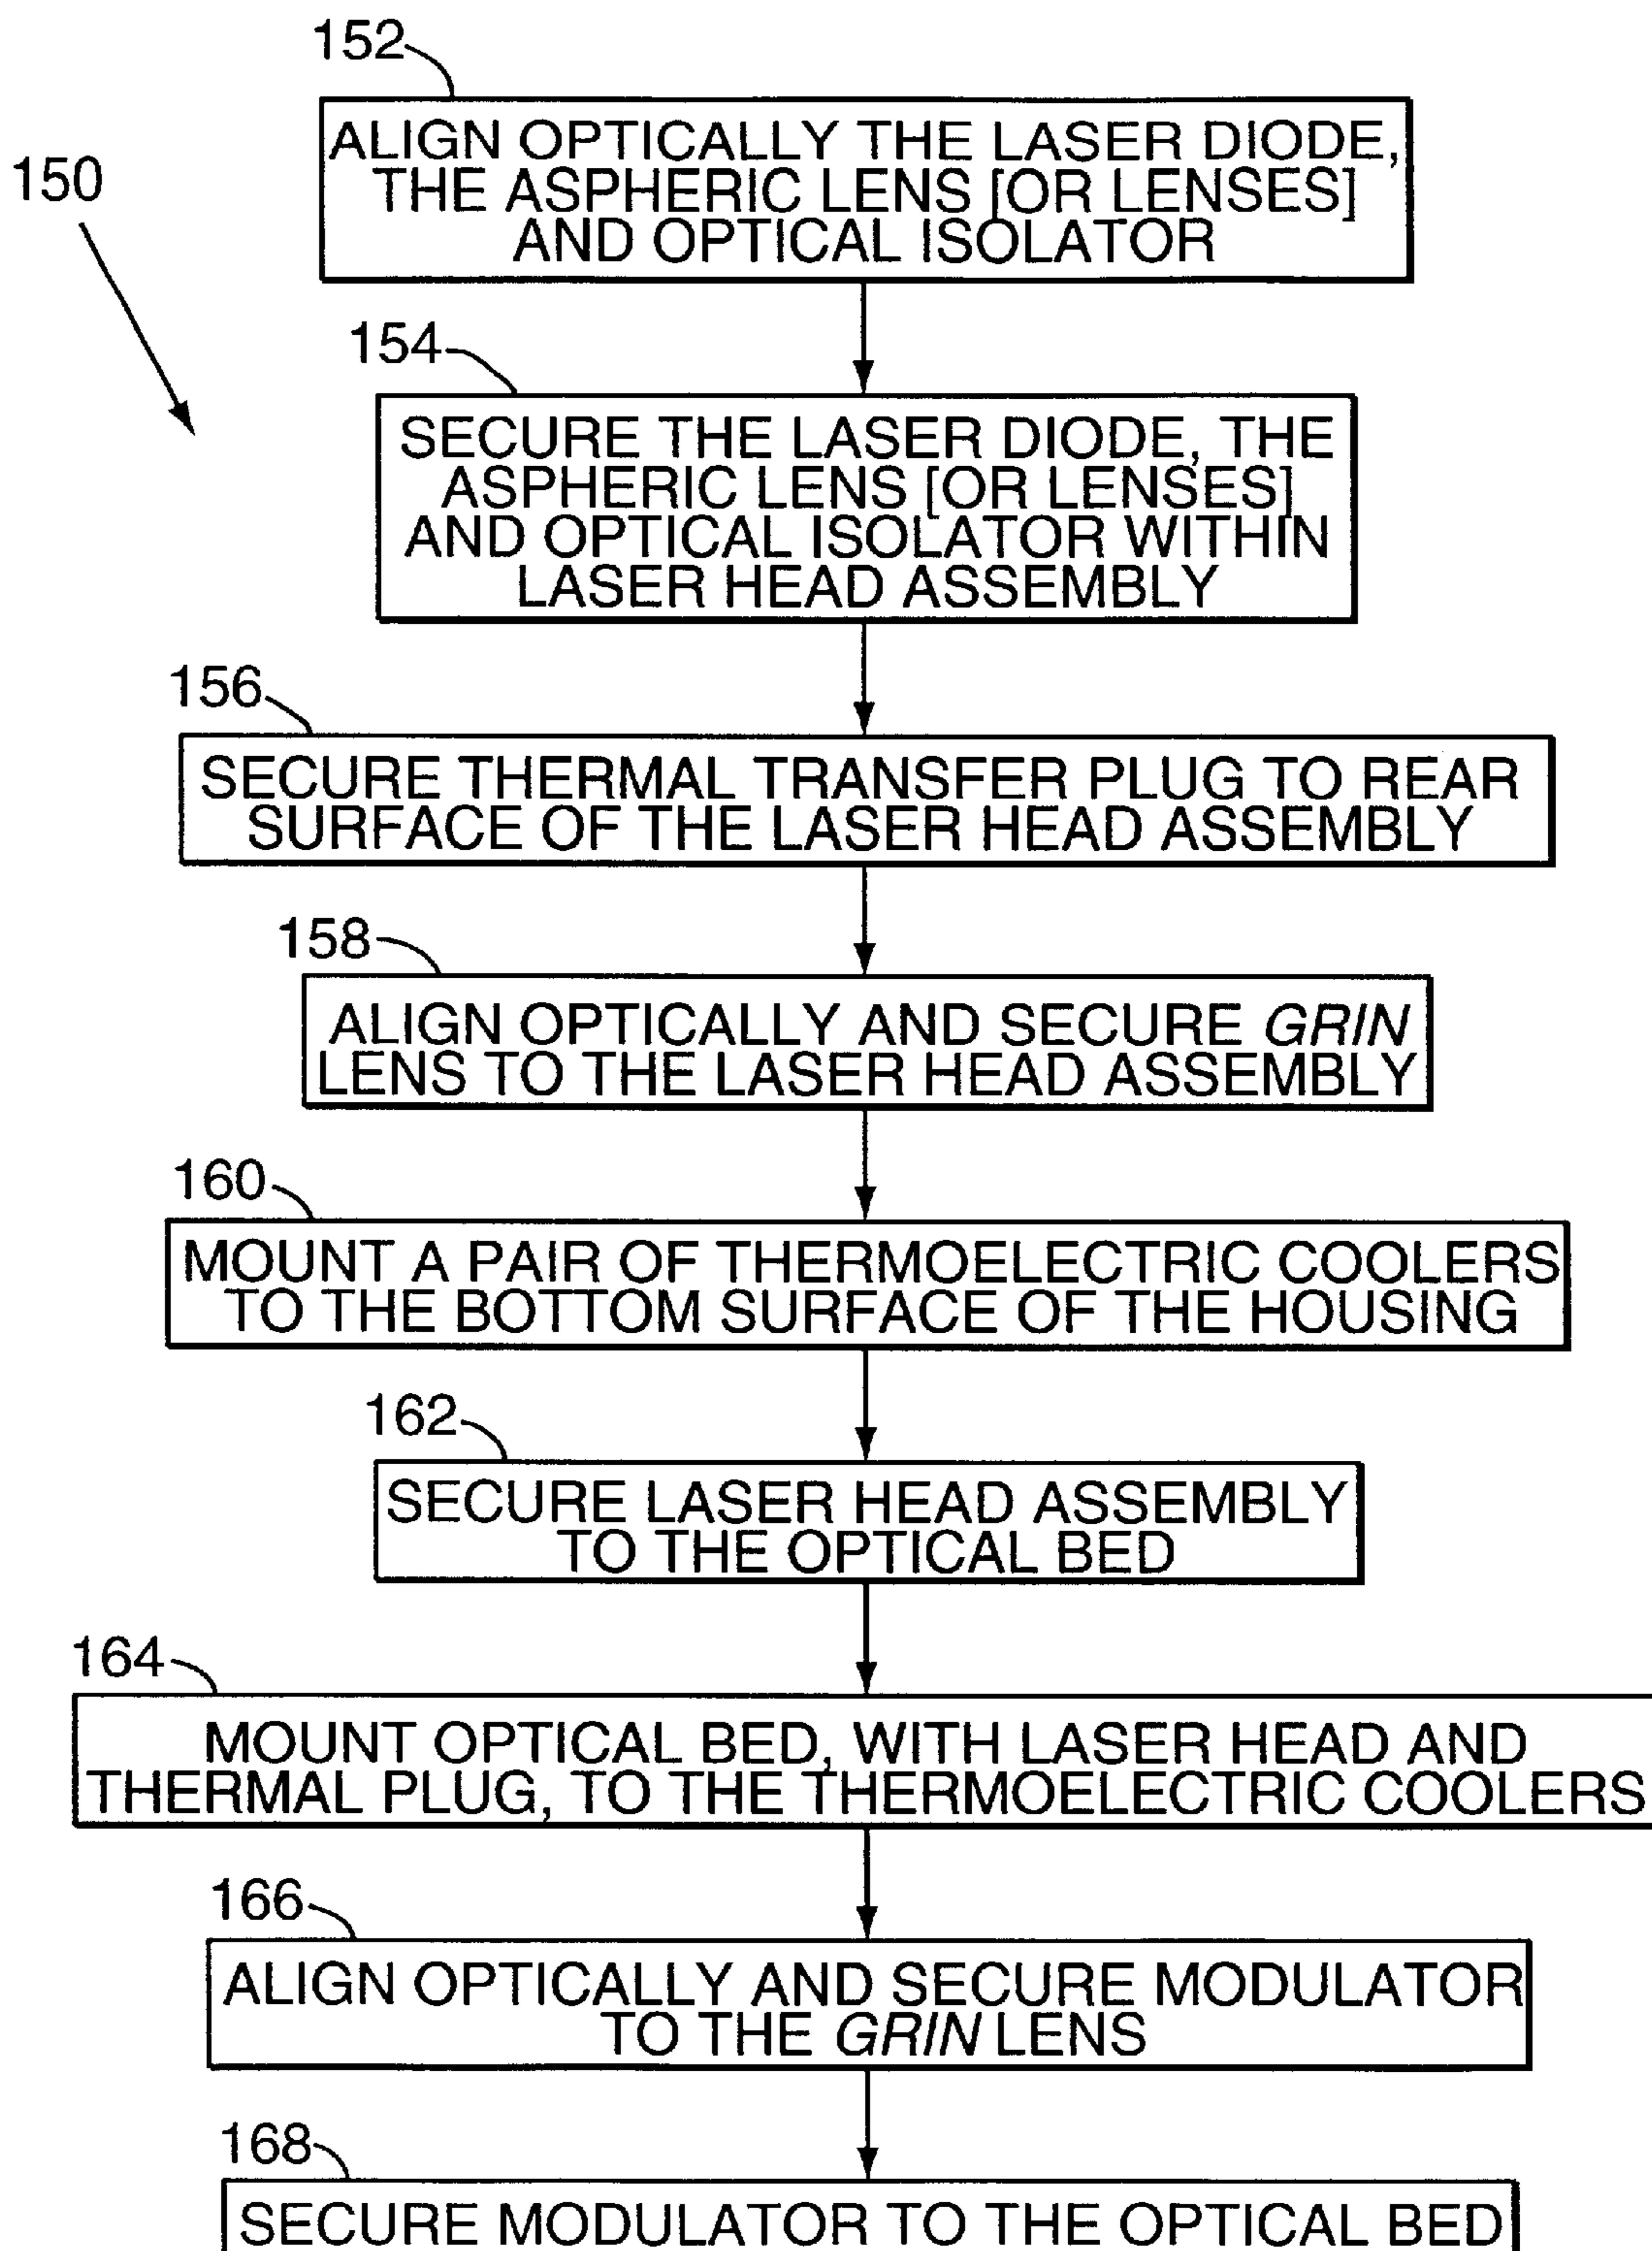 152
ALIGN OPTICALLY THE LASER DIODE,
THE ASPHERIC LENS [OR LENSES]
AND OPTICAL ISOLATOR
150
154
SECURE THE LASER DIODE, THE
ASPHERIC LENS [OR LENSES]
AND OPTICAL ISOLATOR WITHIN
LASER HEAD ASSEMBLY
156
SECURE THERMAL TRANSFER PLUG TO REAR
SURFACE OF THE LASER HEAD ASSEMBLY
158
ALIGN OPTICALLY AND SECURE GRIN
LENS TO THE LASER HEAD ASSEMBLY
160
MOUNT A PAIR OF THERMOELECTRIC COOLERS
TO THE BOTTOM SURFACE OF THE HOUSING
162
SECURE LASER HEAD ASSEMBLY
TO THE OPTICAL BED
164
MOUNT OPTICAL BED, WITH LASER HEAD AND
THERMAL PLUG, TO THE THERMOELECTRIC COOLERS
166
ALIGN OPTICALLY AND SECURE MODULATOR
TO THE GRIN LENS
168
SECURE MODULATOR TO THE OPTICAL BED